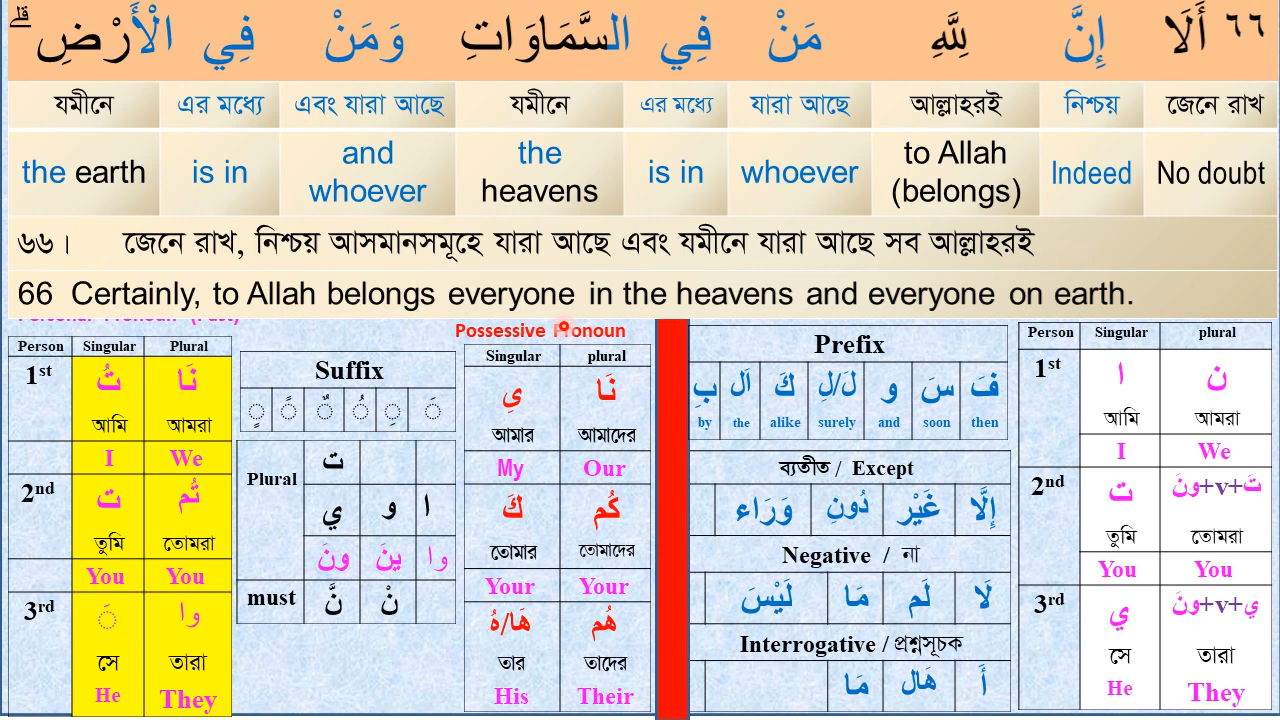 ٦٦ أَلَا إِنَّ لِلَّهِ مَنْ فِي السَّمَاوَاتِ وَمَنْ فِي الْأَرْضِ ۗ
জেনে রাখ নিশ্চয় আল্লাহরই যারা আছে এর মধ্যে যমীনে এবং যারা আছে এর মধ্যে যমীনে
the earth is in and whoever the heavens is in whoever to Allah (belongs) Indeed No doubt
৬৬। জেনে রাখ, নিশ্চয় আসমানসমূহে যারা আছে এবং যমীনে যারা আছে সব আল্লাহরই
66 Certainly, to Allah belongs everyone in the heavens and everyone on earth.
Person Singular Plural
1st تُ نَا
আমি আমরা
I We
2nd ت تُم
তুমি তোমরা
You You
3rd َ وا
সে তারা
He They
Suffix
ٍ ً ٌ ُ ِ َ
Plural ت
ي و ا
ونَ ينَ وا
must نَّ نْ
Possessive Pronoun
Singular plural
يِ نَا
আমার আমাদের
My Our
كَ كُم
তোমার তোমাদের
Your Your
هَا/هُ هُم
তার তাদের
His Their
Prefix
بِ اَل كَ لَ/لِ و سَ فَ
by the alike surely and soon then
ব্যতীত / Except
وَرَاء دُونِ غَيْر إِلَّا
Negative / না
لَيْسَ مَا لَم لَا
Interrogative / প্রশ্নসূচক
مَا هَال أَ
Person Singular plural
1st ا ن
আমি আমরা
I We
2nd ت تَ+v+ونَ
তুমি তোমরা
You You
3rd ي ي+v+ونَ
সে তারা
He They